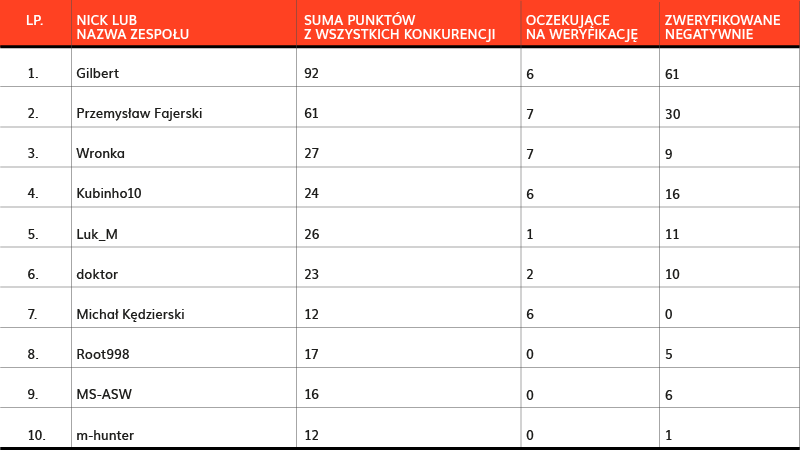 LP. NICK LUB NAZWA ZESPOŁU SUMA PUNKTÓW Z WSZYSTKICH KONKURENCJI OCZEKUJĄCE NA WERYFIKACJĘ ZWERYFIKOWANE NEGATYWNIE
1. Gilbert 92 6 61
2. Przemysław Fajerski 61 7 30
3. Wronka 27 7 9
4. Kubinho10 24 6 16
5. Luk_M 26 1 11
6. doktor 23 2 10
7. Michał Kędzierski 12 6 0
8. Root998 17 0 5
9. MS-ASW 16 0 6
10. m-hunter 12 0 1